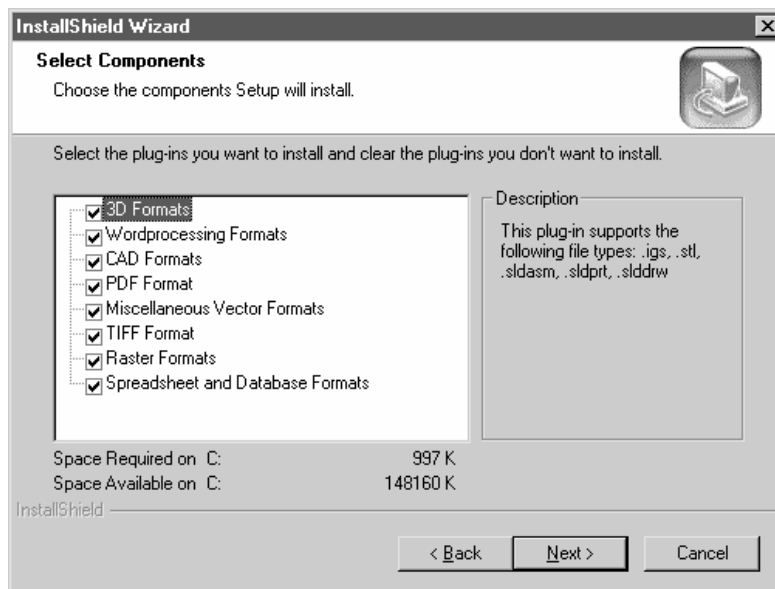 InstallShield Wizard
Select Components
Choose the components Setup will install.
Select the plug-ins you want to install and clear the plug-ins you don't want to install.
3D Formats
Wordprocessing Formats
CAD Formats
PDF Format
Miscellaneous Vector Formats
TIFF Format
Raster Formats
Spreadsheet and Database Formats
Description
This plug-in supports the
following file types: .igs, .stl,
.sldasm, .sldprt, .slddrw
Space Required on C: 997 K
Space Available on C: 148160 K
InstallShield
< Back Next > Cancel